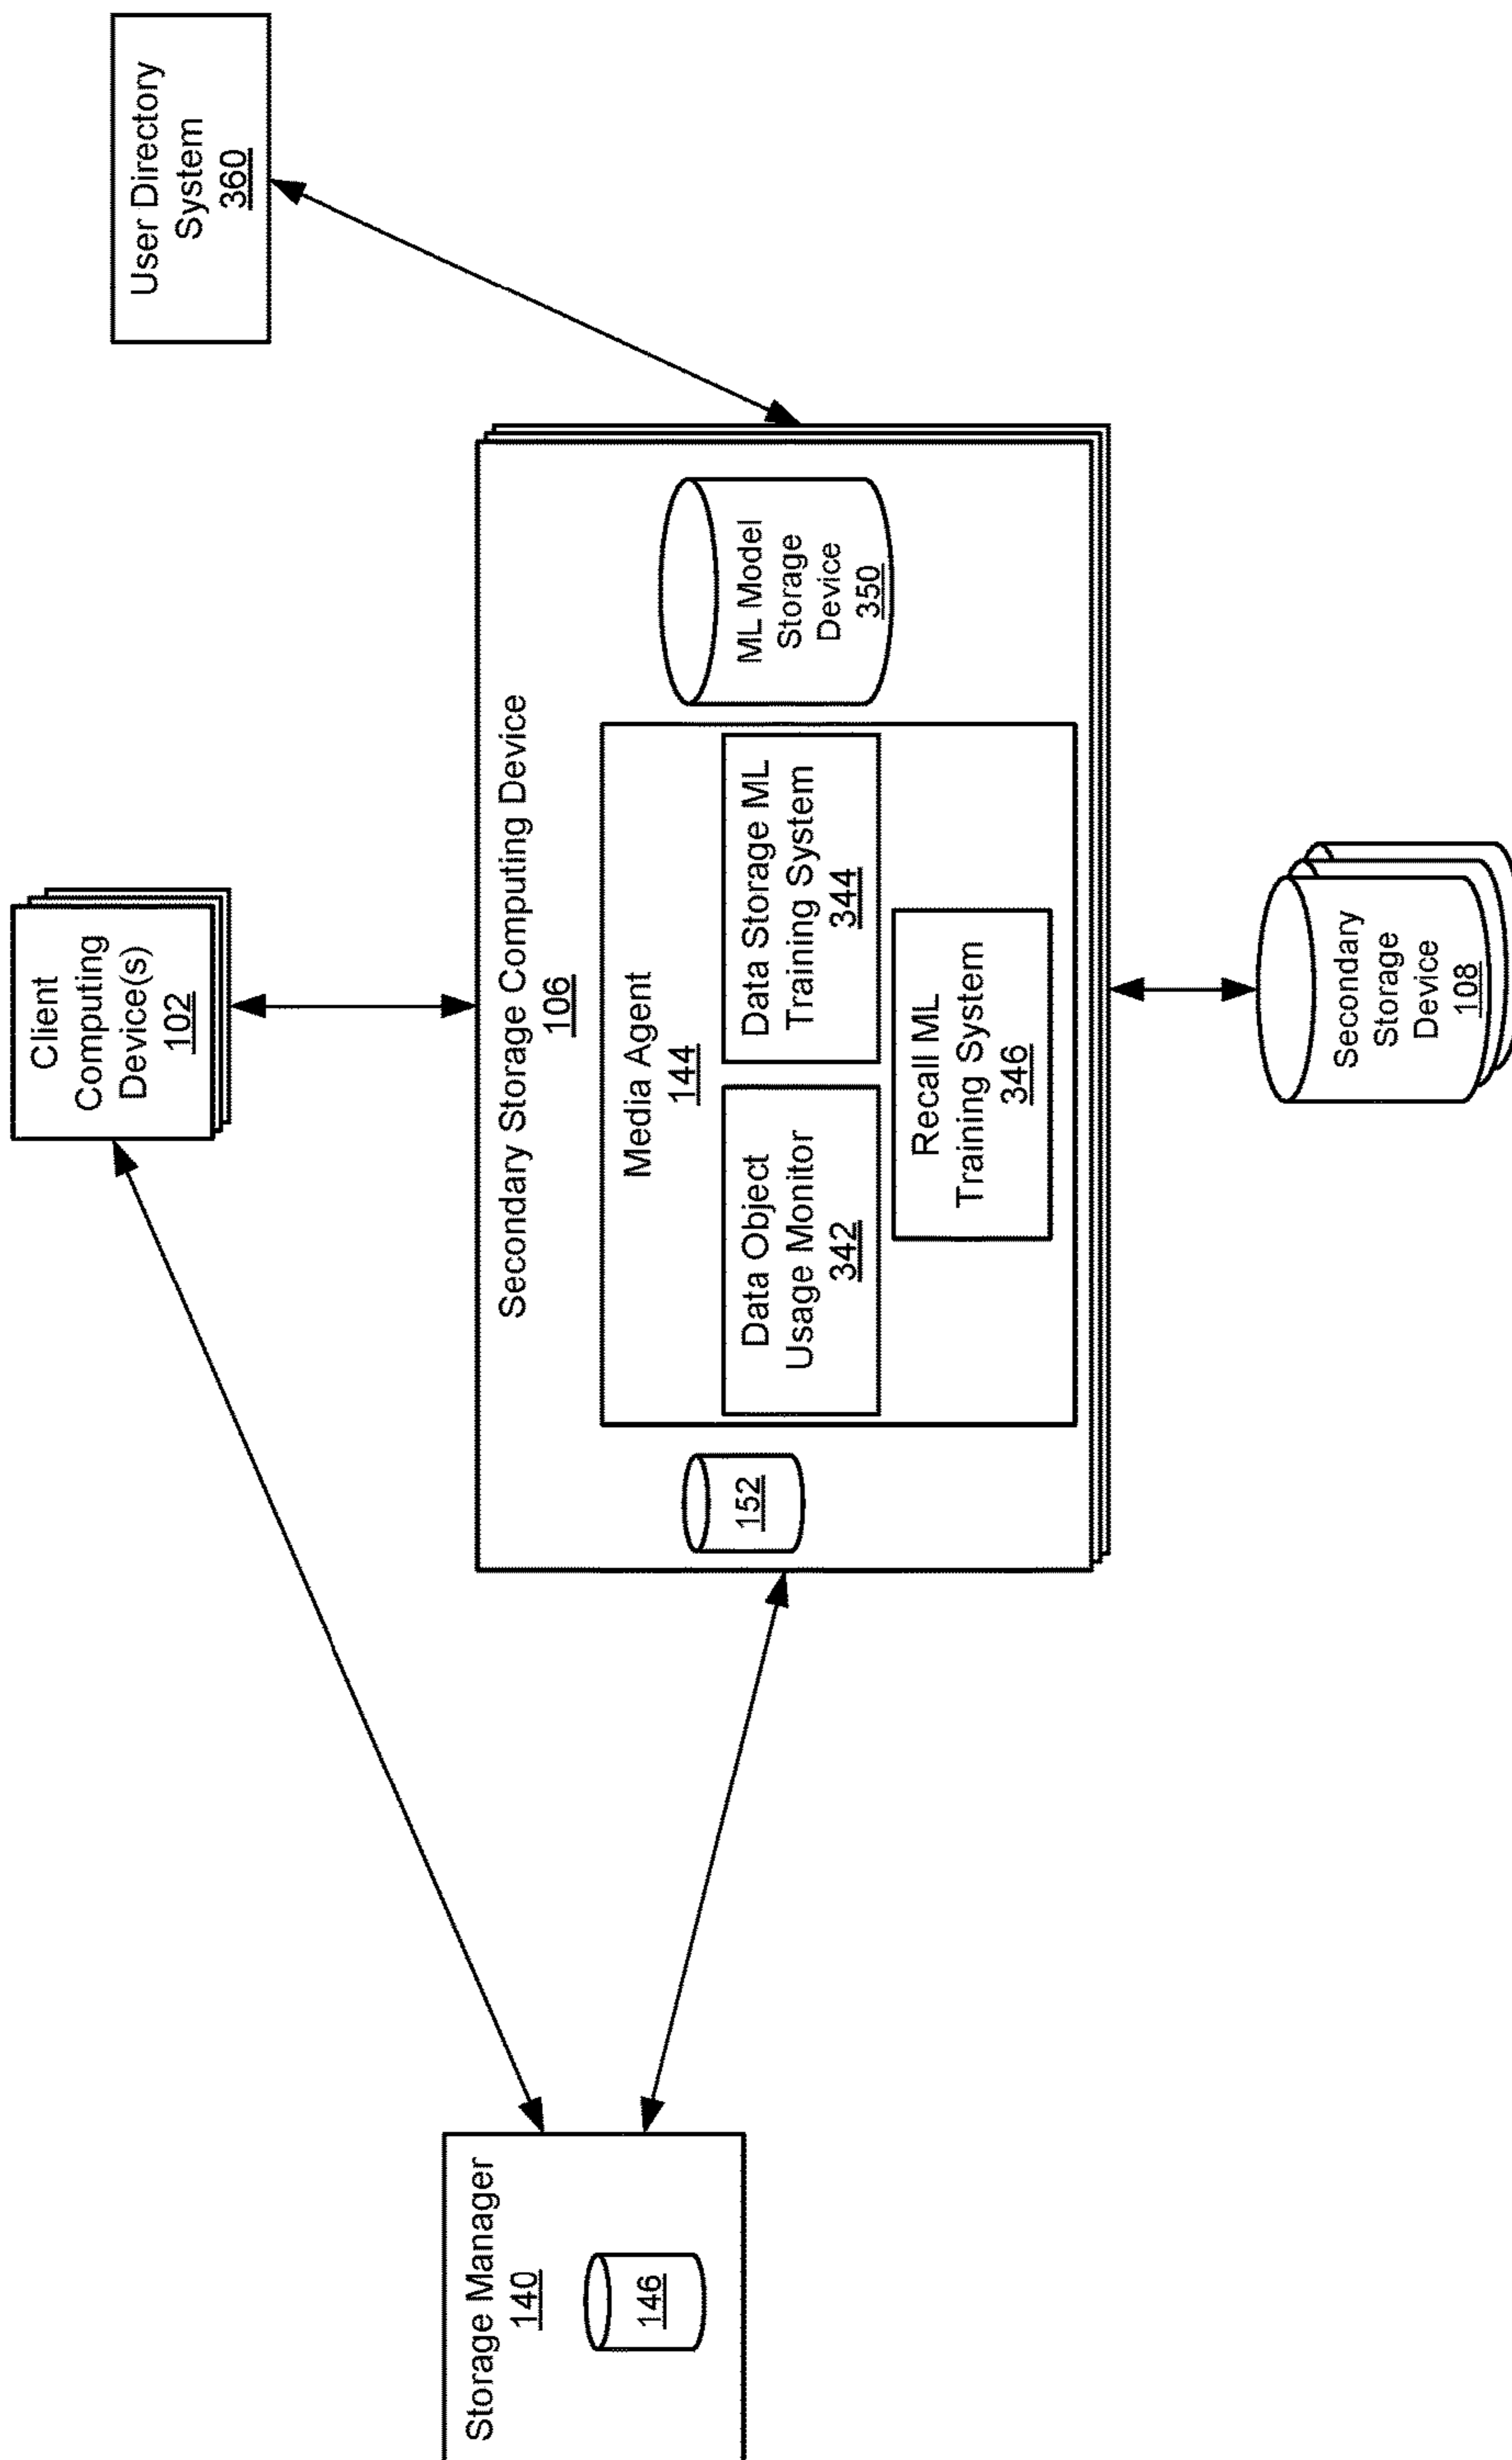 Client
Computing
Device(s)
102
User Directory
System
360
Storage Manager
140
146
Secondary Storage Computing Device
106
152
Media Agent
144
Data Object
Usage Monitor
342
Data Storage ML
Training System
344
Recall ML
Training System
346
ML Model
Storage
Device
350
Secondary
Storage
Device
108